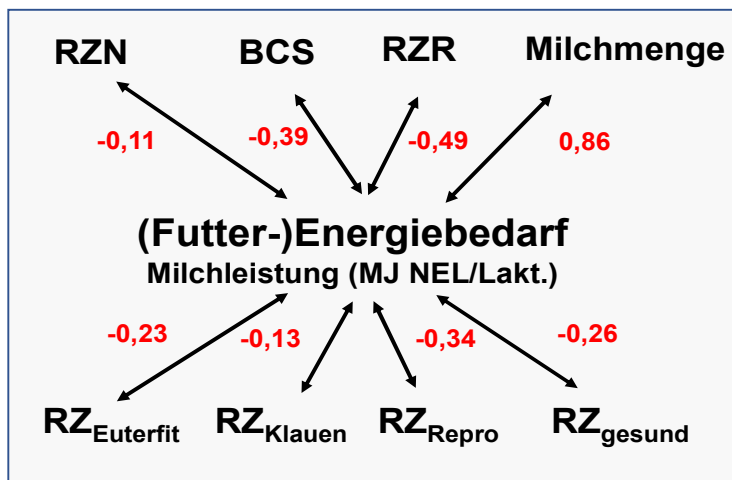 RZN BCS RZR Milchmenge
-0,11 -0,39 -0,49 0,86
(Futter-)Energiebedarf
Milchleistung (MJ NEL/Lakt.)
-0,23 -0,13 -0,34 -0,26
RZEuterfit RZKlauen RZRepro RZgesund